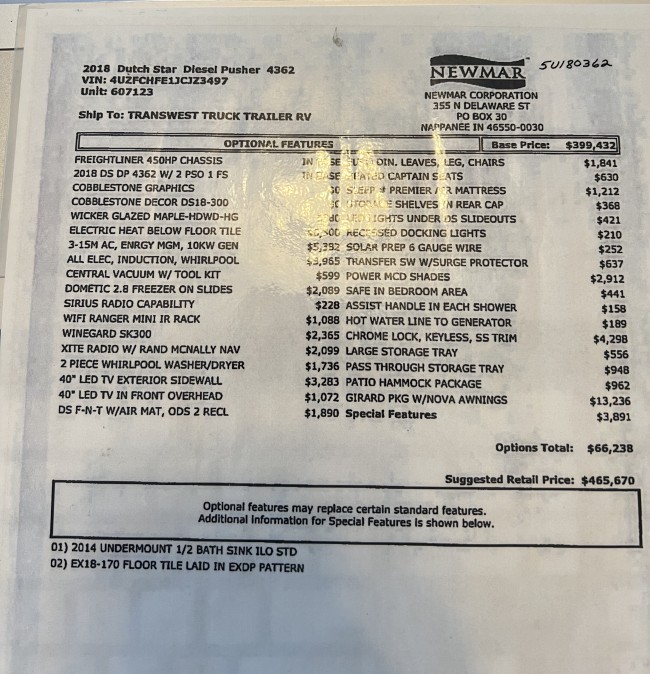 2018 Dutch Star Diesel Pusher 4362
VIN: 4UZFCHFE1JCJZ3497
Unit: 607123
Ship To: TRANSWEST TRUCK TRAILER RV
NEWMAR
5U180362
NEWMAR CORPORATION
355 N DELAWARE ST
PO BOX 30
NAPPANEE IN 46550-0030
OPTIONAL FEATURES Base Price: $399,432
FREIGHTLINER 450HP CHASSIS DIN. LEAVES, LEG, CHAIRS $1,841
2018 DS DP 4362 W/ 2 PSO 1 FS CAPTAIN SEATS $630
COBBLESTONE GRAPHICS PREMIER MATTRESS $1,212
COBBLESTONE DECOR DS18-300 SHELVES IN REAR CAP $368
WICKER GLAZED MAPLE-HDWD-HG LIGHTS UNDER DS SLIDEOUTS $421
ELECTRIC HEAT BELOW FLOOR TILE RECESSED DOCKING LIGHTS $210
3-15M AC, ENRGY MGM, 10KW GEN $5,392 SOLAR PREP 6 GAUGE WIRE $252
ALL ELEC, INDUCTION, WHIRLPOOL $3,965 TRANSFER SW W/SURGE PROTECTOR $637
CENTRAL VACUUM W/ TOOL KIT $599 POWER MCD SHADES $2,912
DOMETIC 2.8 FREEZER ON SLIDES $2,089 SAFE IN BEDROOM AREA $441
SIRIUS RADIO CAPABILITY $228 ASSIST HANDLE IN EACH SHOWER $158
WIFI RANGER MINI IR RACK $1,088 HOT WATER LINE TO GENERATOR $189
WINEGARD SK300 $2,365 CHROME LOCK, KEYLESS, SS TRIM $4,298
XITE RADIO W/ RAND MCNALLY NAV $2,099 LARGE STORAGE TRAY $556
2 PIECE WHIRLPOOL WASHER/DRYER $1,736 PASS THROUGH STORAGE TRAY $948
40" LED TV EXTERIOR SIDEWALL $3,283 PATIO HAMMOCK PACKAGE $962
40" LED TV IN FRONT OVERHEAD $1,072 GIRARD PKG W/NOVA AWNINGS $13,236
DS F-N-T W/AIR MAT, ODS 2 RECL $1,890 Special Features $3,891
Options Total: $66,238
Suggested Retail Price: $465,670
Optional features may replace certain standard features.
Additional Information for Special Features is shown below.
01) 2014 UNDERMOUNT 1/2 BATH SINK ILO STD
02) EX18-170 FLOOR TILE LAID IN EXDP PATTERN